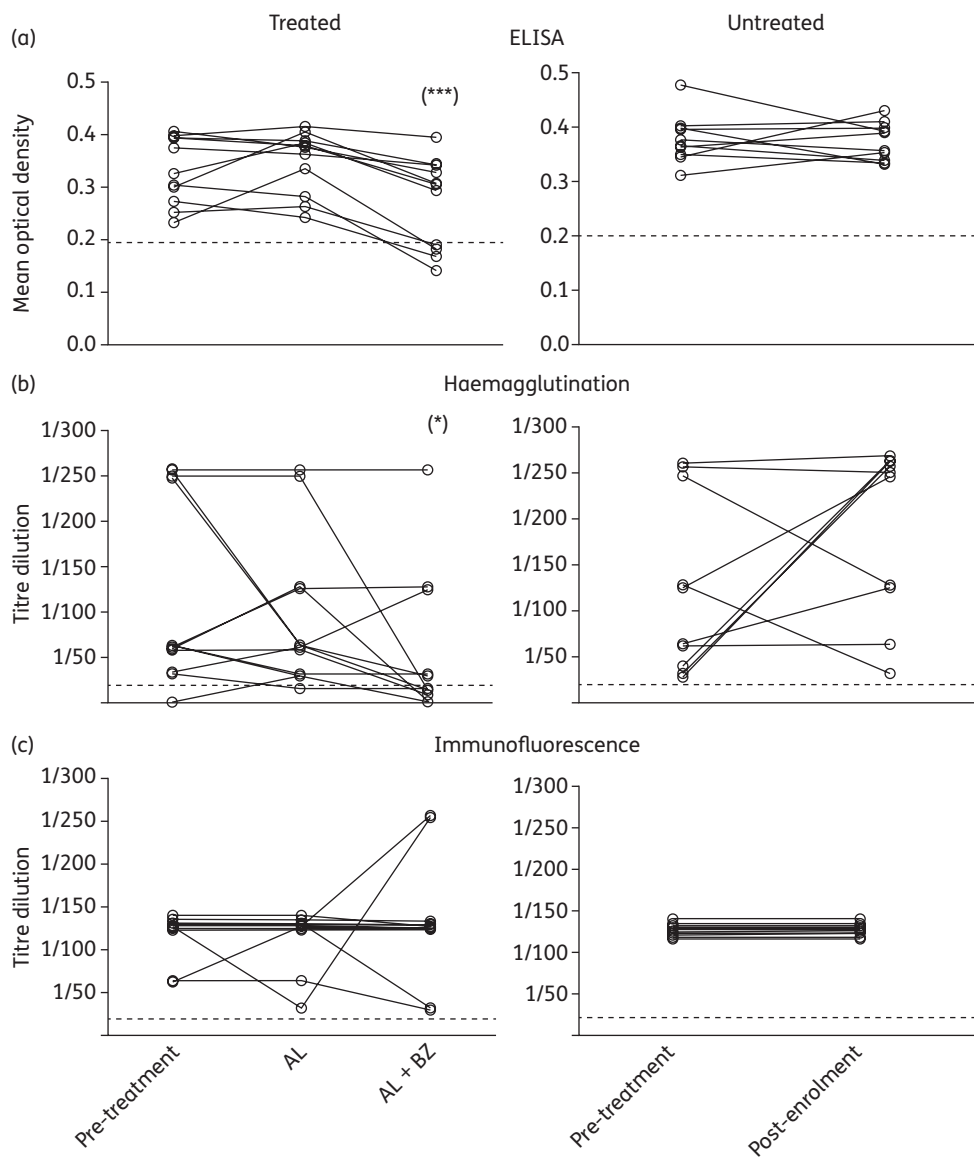 Treated
Untreated
(a)
ELISA
Mean optical density
0.5
0.4
0.3
0.2
0.1
0.0
(***)
0.5
0.4
0.3
0.2
0.1
0.0
(b)
Haemagglutination
Titre dilution
1/300
1/250
1/200
1/150
1/100
1/50
(*)
1/300
1/250
1/200
1/150
1/100
1/50
(c)
Immunofluorescence
Titre dilution
1/300
1/250
1/200
1/150
1/100
1/50
1/300
1/250
1/200
1/150
1/100
1/50
Pre-treatment
AL
AL + BZ
Pre-treatment
Post-enrolment